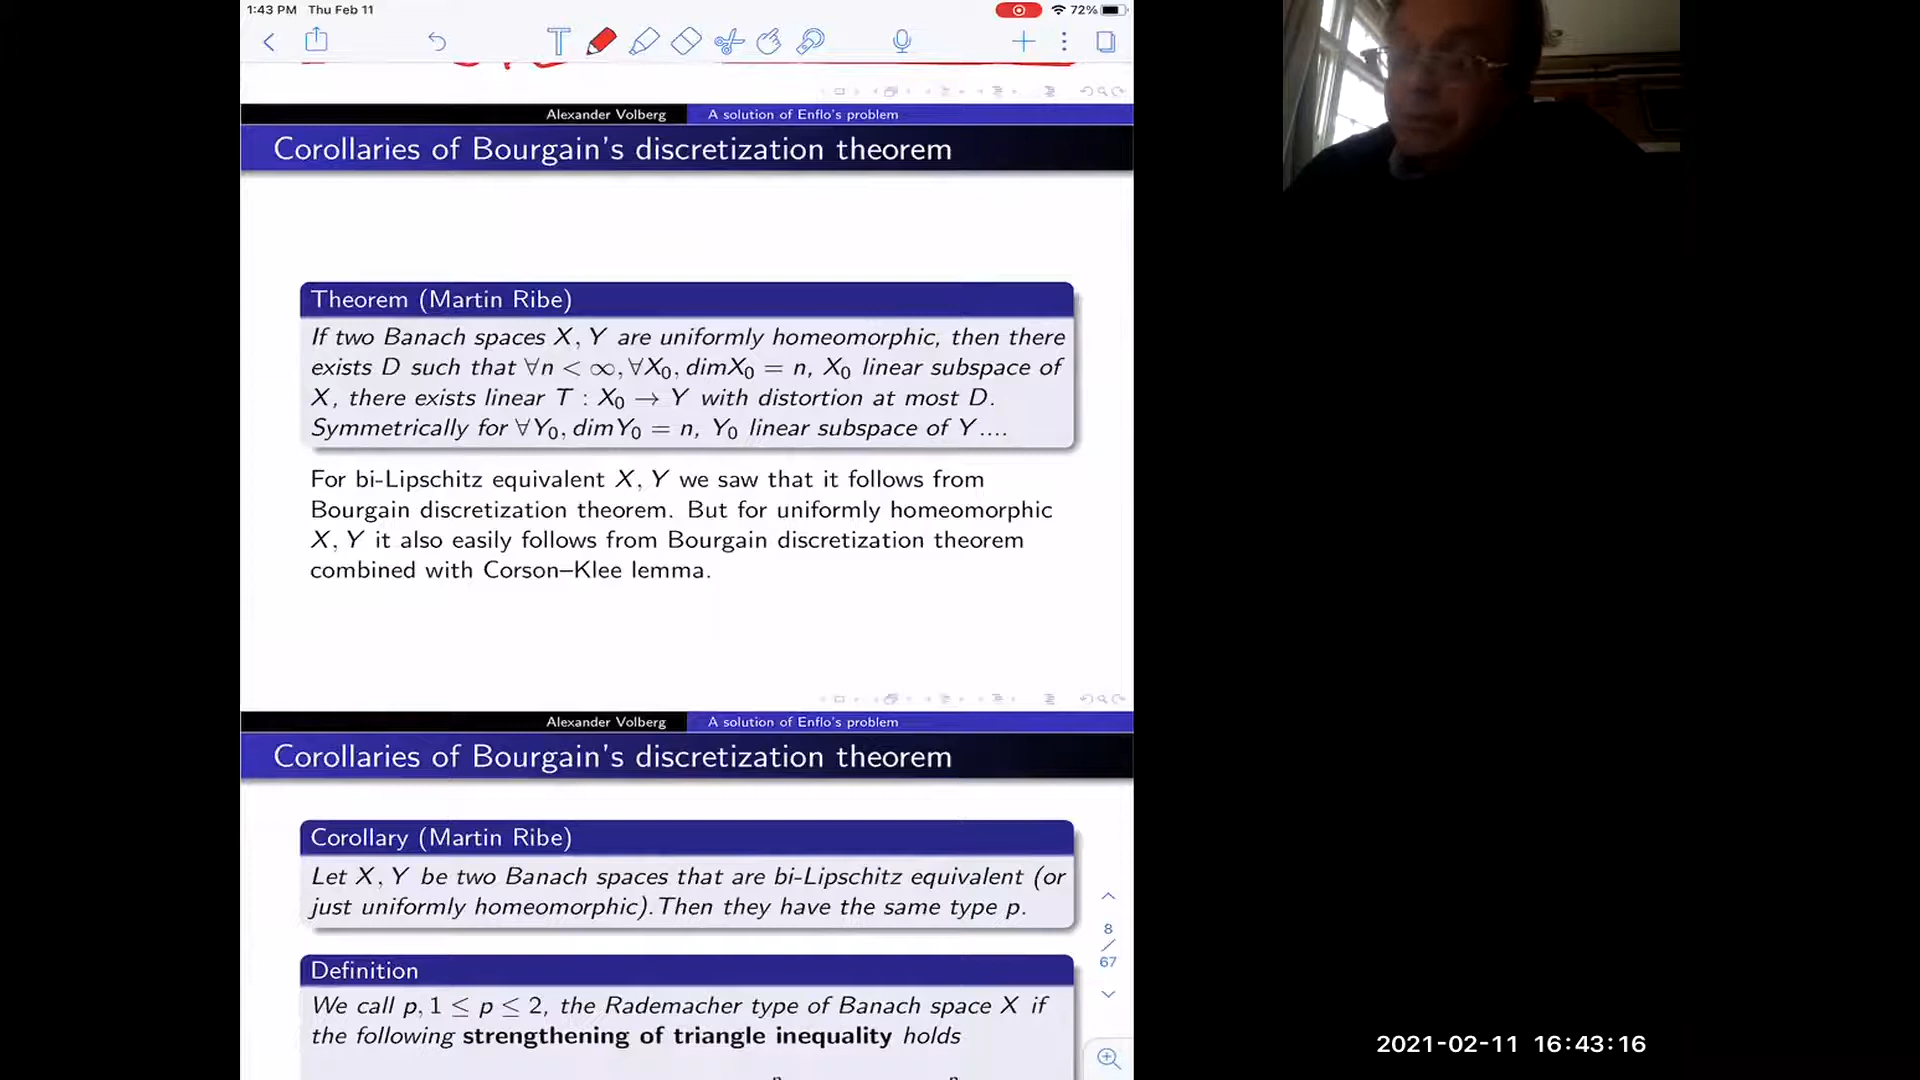 1:43 PM Thu Feb 11
72%
Alexander Volberg A solution of Enflo's problem
Corollaries of Bourgain's discretization theorem
Theorem (Martin Ribe)
If two Banach spaces X, Y are uniformly homeomorphic, then there
exists D such that ∀n < ∞, ∀X₀, dimX₀ = n, X₀ linear subspace of
X, there exists linear T : X₀ → Y with distortion at most D.
Symmetrically for ∀Y₀, dimY₀ = n, Y₀ linear subspace of Y....
For bi-Lipschitz equivalent X, Y we saw that it follows from
Bourgain discretization theorem. But for uniformly homeomorphic
X, Y it also easily follows from Bourgain discretization theorem
combined with Corson–Klee lemma.
Alexander Volberg A solution of Enflo's problem
Corollaries of Bourgain's discretization theorem
Corollary (Martin Ribe)
Let X, Y be two Banach spaces that are bi-Lipschitz equivalent (or
just uniformly homeomorphic).Then they have the same type p.
Definition
We call p, 1 ≤ p ≤ 2, the Rademacher type of Banach space X if
the following strengthening of triangle inequality holds
n n
8
/
67
2021-02-11 16:43:16